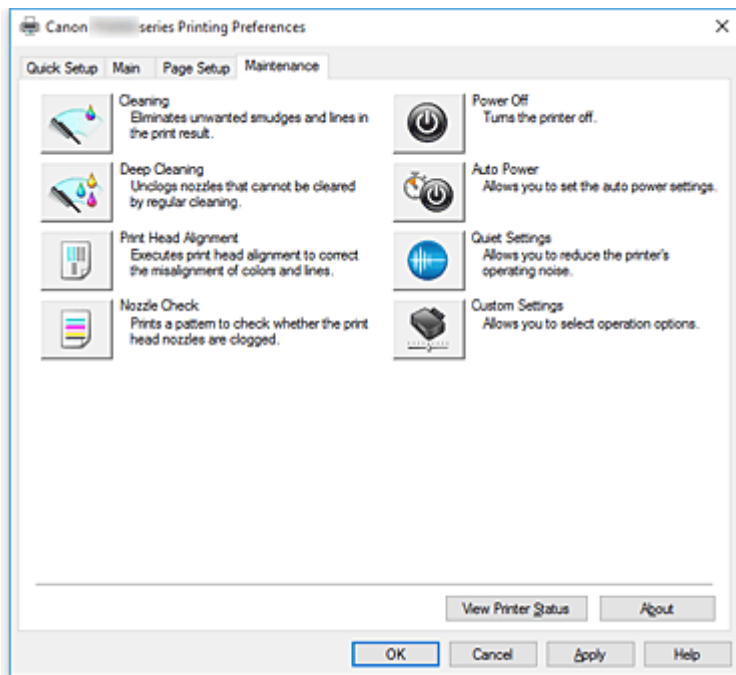 Canon series Printing Preferences
Quick Setup Main Page Setup Maintenance
Cleaning
Eliminates unwanted smudges and lines in
the print result.
Deep Cleaning
Unclogs nozzles that cannot be cleared
by regular cleaning.
Print Head Alignment
Executes print head alignment to correct
the misalignment of colors and lines.
Nozzle Check
Prints a pattern to check whether the print
head nozzles are clogged.
Power Off
Turns the printer off.
Auto Power
Allows you to set the auto power settings.
Quiet Settings
Allows you to reduce the printer's
operating noise.
Custom Settings
Allows you to select operation options.
View Printer Status About
OK Cancel Apply Help